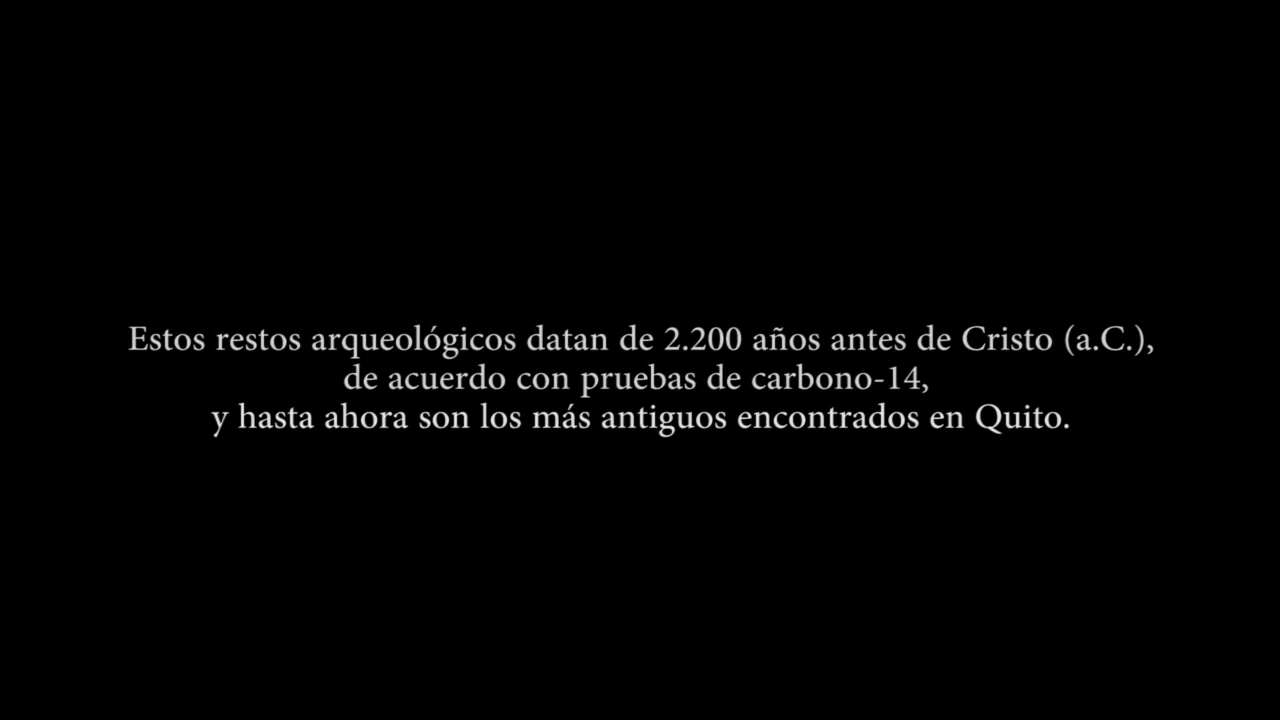 Estos restos arqueológicos datan de 2.200 años antes de Cristo (a.C.),
de acuerdo con pruebas de carbono-14,
y hasta ahora son los más antiguos encontrados en Quito.